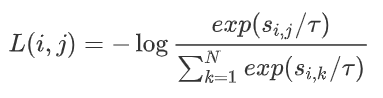 L(i, j) = − log exp(s_{i,j}/τ) / ∑_{k=1}^{N} exp(s_{i,k}/τ)